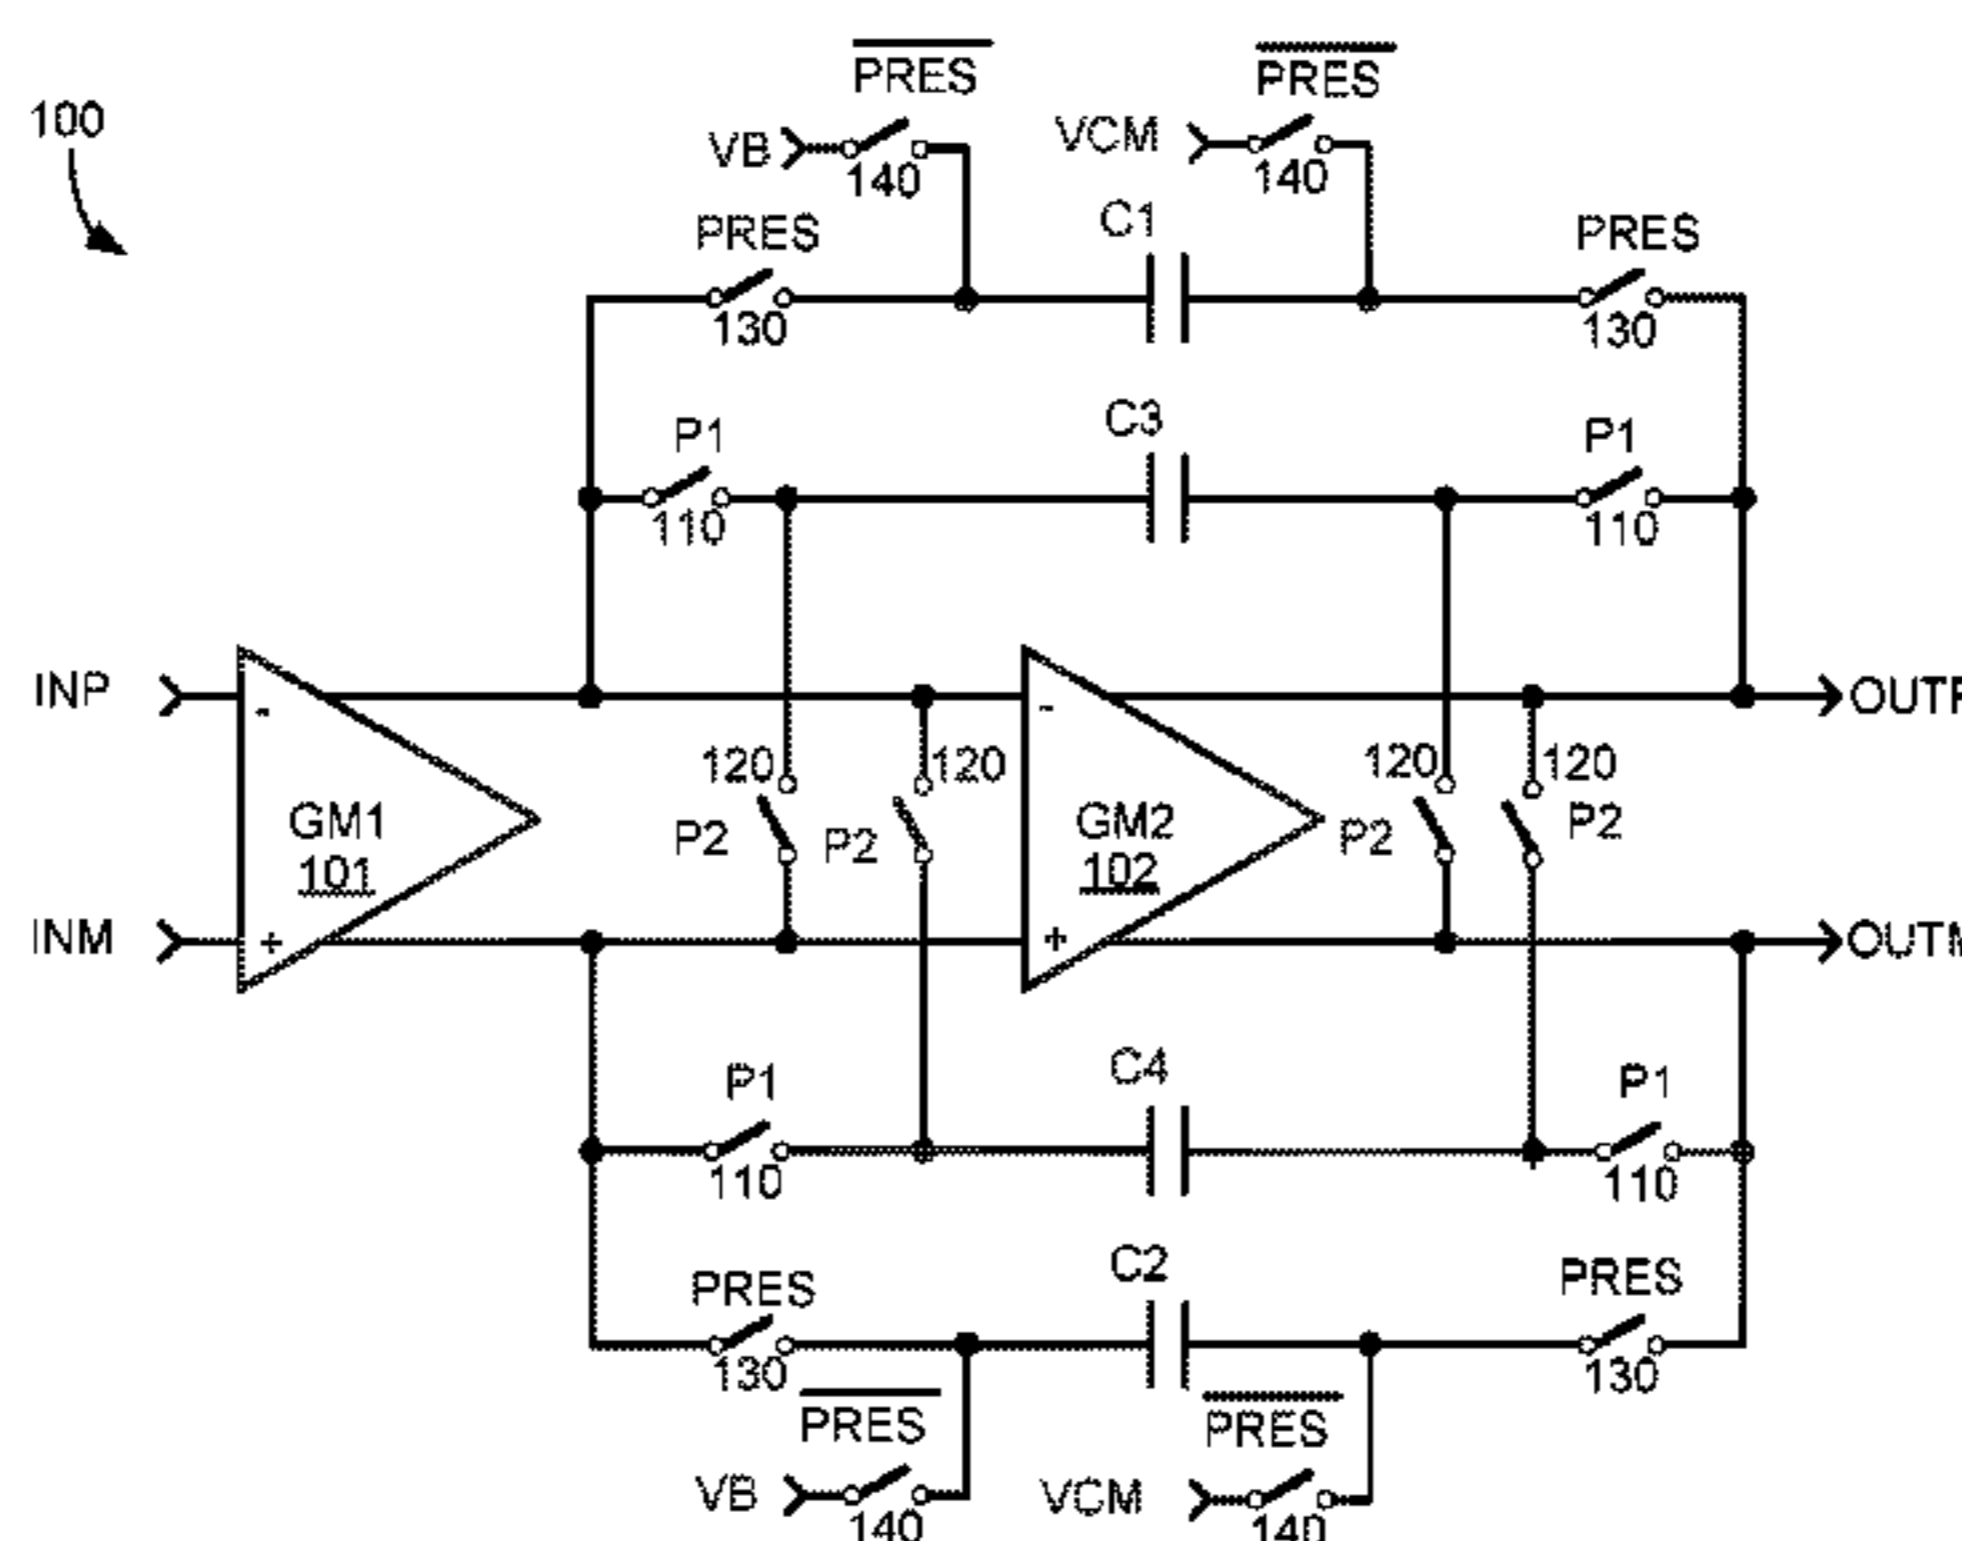 PRES PRES
100
VB 140 VCM 140
PRES C1 PRES
130 130
P1 C3 P1
110 110
INP - - OUTP
120 120 120 120
GM1 P2 P2 GM2 P2 P2
101 102
INM + + OUTM
P1 C4 P1
110 110
PRES C2 PRES
130 130
PRES PRES
VB 140 VCM 140